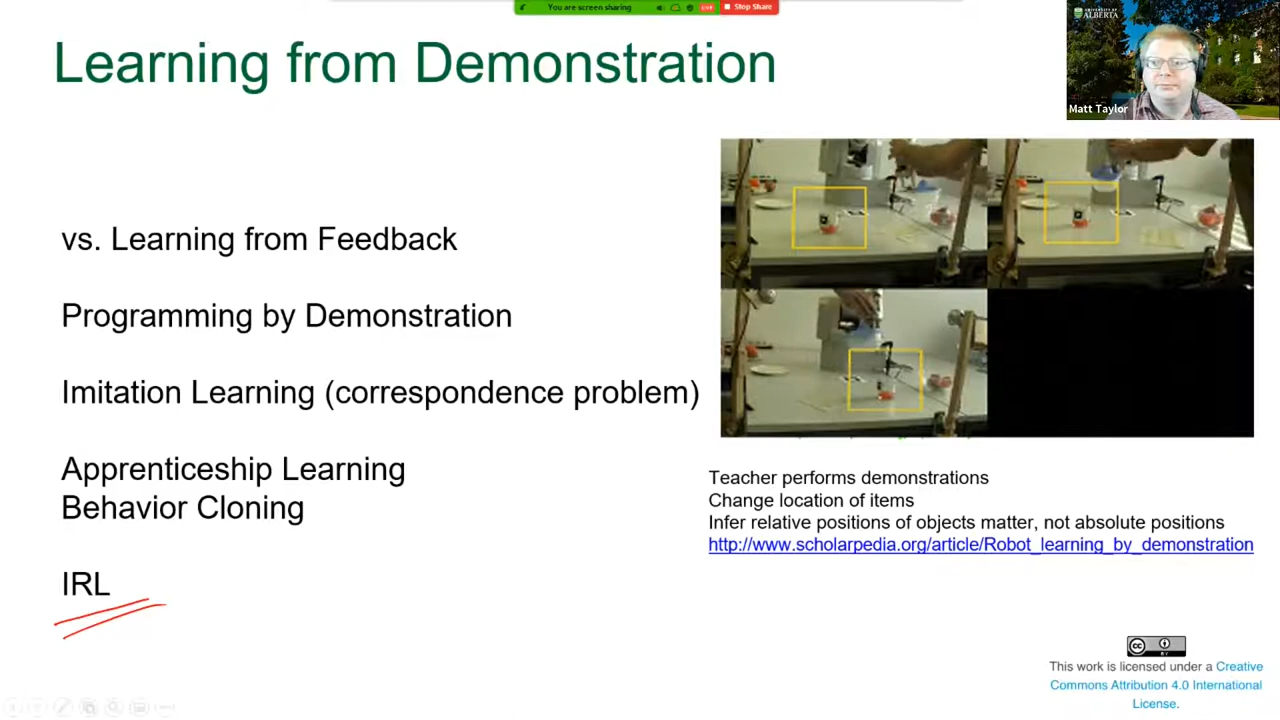 You are screen sharing
LIVE
Stop Share
UNIVERSITY OF
ALBERTA
Matt Taylor
Learning from Demonstration
vs. Learning from Feedback
Programming by Demonstration
Imitation Learning (correspondence problem)
Apprenticeship Learning
Behavior Cloning
IRL
Teacher performs demonstrations
Change location of items
Infer relative positions of objects matter, not absolute positions
http://www.scholarpedia.org/article/Robot_learning_by_demonstration
cc
BY
This work is licensed under a Creative
Commons Attribution 4.0 International
License.